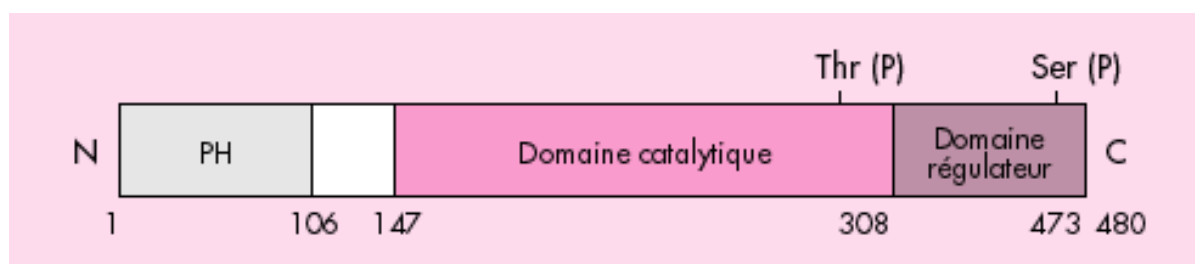 Thr (P) Ser (P)
N PH Domaine catalytique Domaine régulateur C
1 106 147 308 473 480